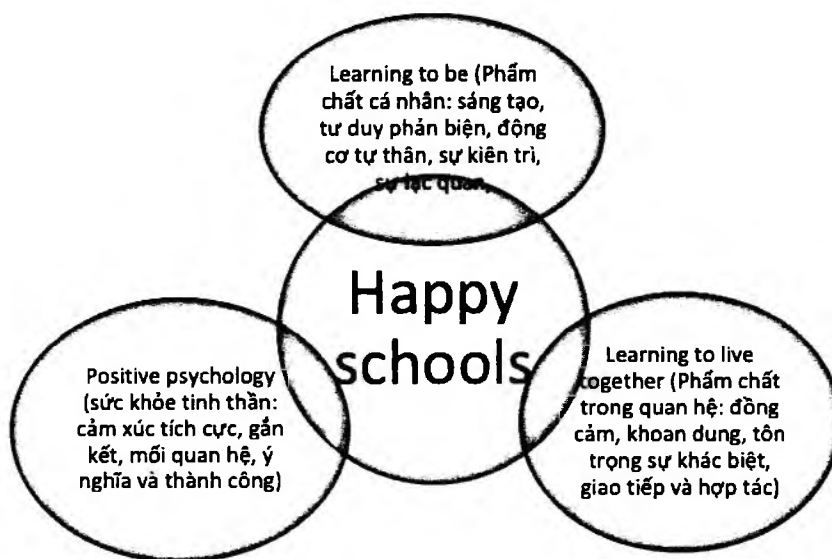 Learning to be (Phẩm
chất cá nhân: sáng tạo,
tư duy phản biện, động
cơ tự thân, sự kiên trì,
sự lạc quan,
Happy
schools
Positive psychology
(sức khỏe tinh thần:
cảm xúc tích cực, gắn
kết, mối quan hệ, ý
nghĩa và thành công)
Learning to live
together (Phẩm chất
trong quan hệ: đồng
cảm, khoan dung, tôn
trọng sự khác biệt,
giao tiếp và hợp tác)